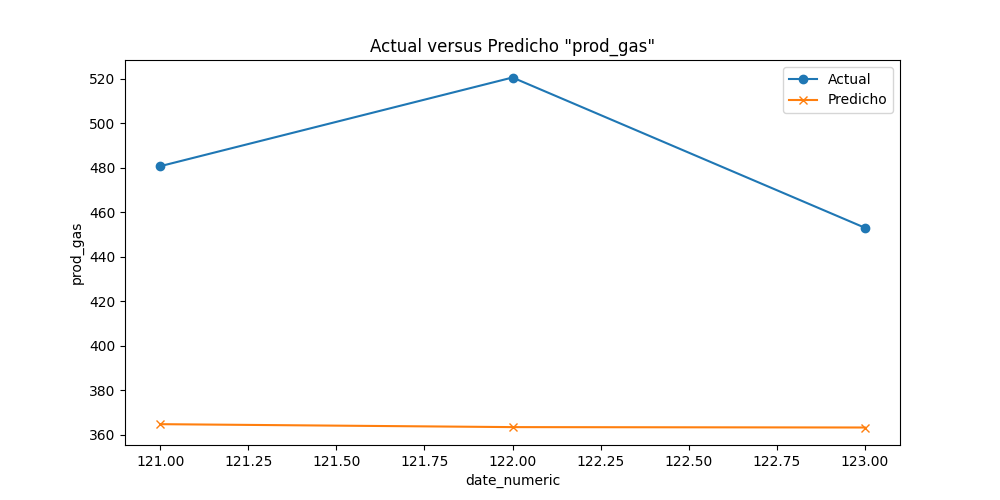 Actual versus Predicho "prod_gas"
Actual
Predicho
prod_gas
520
500
480
460
440
420
400
380
360
121.00 121.25 121.50 121.75 122.00 122.25 122.50 122.75 123.00
date_numeric